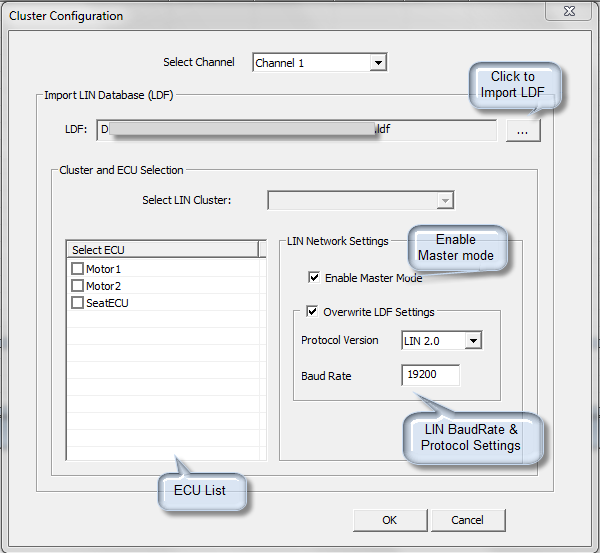 Cluster Configuration
Select Channel
Channel 1
Click to
Import LDF
Import LIN Database (LDF)
LDF:
D
.ldf
...
Cluster and ECU Selection
Select LIN Cluster:
Select ECU
Motor1
Motor2
SeatECU
LIN Network Settings
Enable
Master mode
Enable Master Mode
Overwrite LDF Settings
Protocol Version
LIN 2.0
Baud Rate
19200
LIN BaudRate &
Protocol Settings
ECU List
OK
Cancel